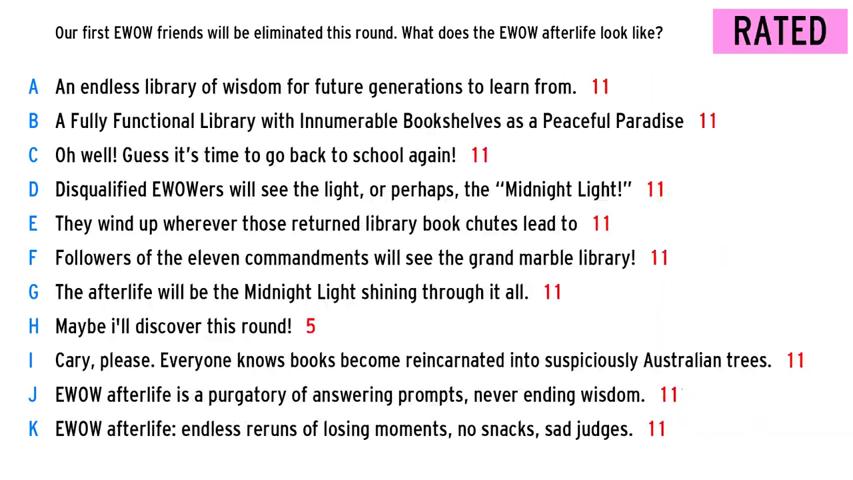 Our first EWOW friends will be eliminated this round. What does the EWOW afterlife look like?
RATED
A An endless library of wisdom for future generations to learn from. 11
B A Fully Functional Library with Innumerable Bookshelves as a Peaceful Paradise 11
C Oh well! Guess it's time to go back to school again! 11
D Disqualified EWOWers will see the light, or perhaps, the “Midnight Light!” 11
E They wind up wherever those returned library book chutes lead to 11
F Followers of the eleven commandments will see the grand marble library! 11
G The afterlife will be the Midnight Light shining through it all. 11
H Maybe i'll discover this round! 5
I Cary, please. Everyone knows books become reincarnated into suspiciously Australian trees. 11
J EWOW afterlife is a purgatory of answering prompts, never ending wisdom. 11
K EWOW afterlife: endless reruns of losing moments, no snacks, sad judges. 11